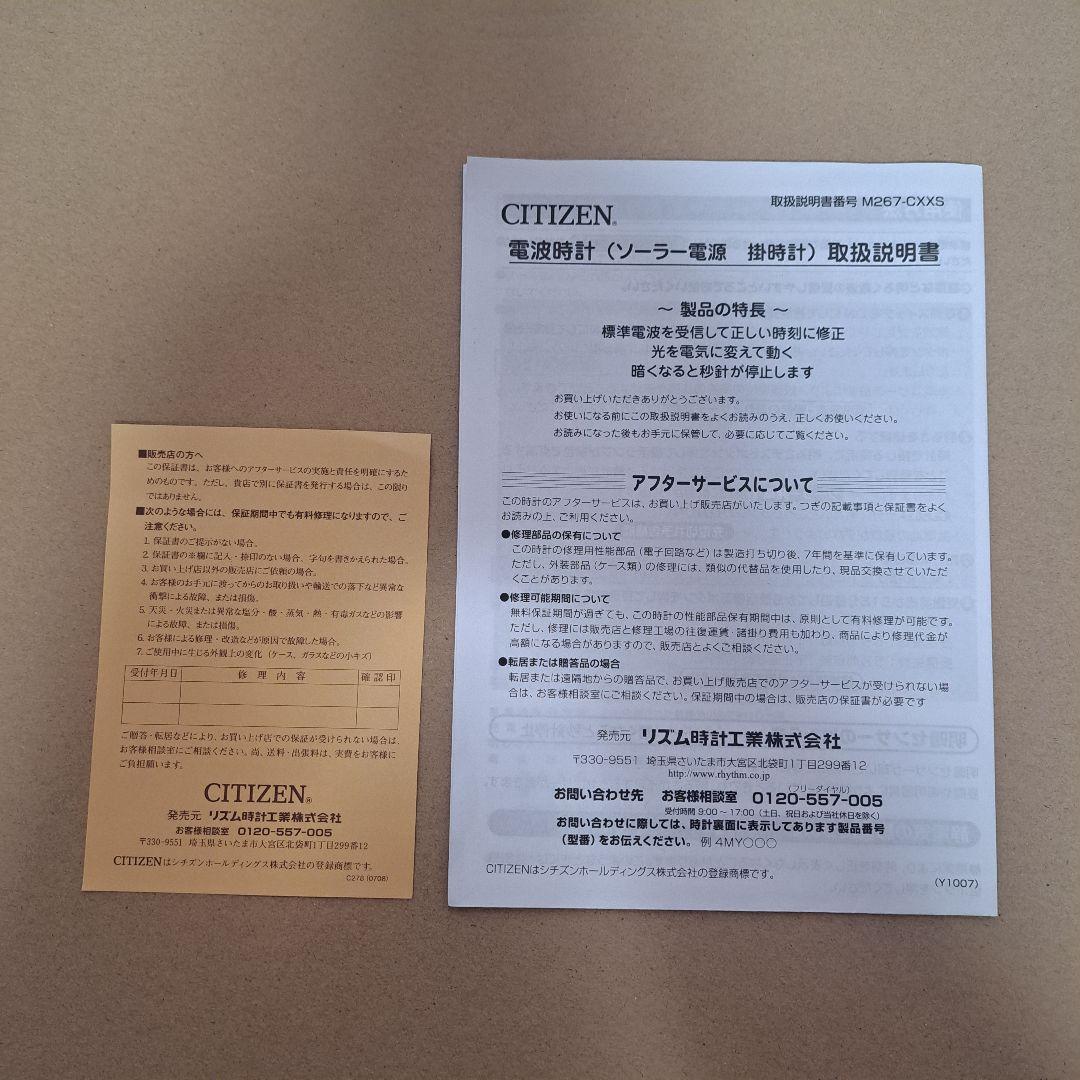 ■販売店の方へ
この保証書は、お客様へのアフターサービスの実施と責任を明確にするた
めのものです。ただし、貴店で別に保証書を発行する場合は、この限り
ではありません。
■次のような場合には、保証期間中でも有料修理になりますので、ご
注意ください。
1. 保証書のご提示がない場合。
2. 保証書の※欄に記入・捺印のない場合、字句を書きかえられた場合。
3. お買い上げ店以外の販売店にご依頼の場合。
4. お客様のお手元に渡ってからのお取り扱いや輸送での落下など異常な
衝撃による故障、または損傷。
5. 天災・火災または異常な塩分・酸・蒸気・熱・有毒ガスなどの影響
による故障、または損傷。
6. お客様による修理・改造などが原因で故障した場合。
7. ご使用中に生じる外観上の変化（ケース、ガラスなどの小キズ）
受付年月日 修理内容 確認印
ご贈答・転居などにより、お買い上げ店での保証が受けられない場合は、
お客様相談室にご相談ください。尚、送料・出張料は、実費をお客様に
ご負担願います。
CITIZEN®
発売元 リズム時計工業株式会社
お客様相談室 0120-557-005
〒330-9551 埼玉県さいたま市大宮区北袋町1丁目299番12
CITIZENはシチズンホールディングス株式会社の登録商標です。
C278 (0708)
取扱説明書番号 M267-CXXS
CITIZEN®
電波時計（ソーラー電源 掛時計）取扱説明書
～ 製品の特長 ～
標準電波を受信して正しい時刻に修正
光を電気に変えて動く
暗くなると秒針が停止します
お買い上げいただきありがとうございます。
お使いになる前にこの取扱説明書をよくお読みのうえ、正しくお使いください。
お読みになった後もお手元に保管して、必要に応じてご覧ください。
アフターサービスについて
この時計のアフターサービスは、お買い上げ販売店がいたします。つぎの記載事項と保証書をよく
お読みの上、ご利用ください。
●修理部品の保有について
この時計の修理用性能部品（電子回路など）は製造打ち切り後、7年間を基準に保有しています。
ただし、外装部品（ケース類）の修理には、類似の代替品を使用したり、現品交換させていただ
くことがあります。
●修理可能期間について
無料保証期間が過ぎても、この時計の性能部品保有期間中は、原則として有料修理が可能です。
ただし、修理には販売店と修理工場の往復運賃・諸掛り費用も加わり、商品により修理代金が
高額になる場合がありますので、販売店とよくご相談ください。
●転居または贈答品の場合
転居または遠隔地からの贈答品で、お買い上げ販売店でのアフターサービスが受けられない場
合は、お客様相談室にご相談ください。保証期間中の場合は、販売店の保証書が必要です
発売元 リズム時計工業株式会社
〒330-9551 埼玉県さいたま市大宮区北袋町1丁目299番12
http://www.rhythm.co.jp
（フリーダイヤル）
お問い合わせ先 お客様相談室 0120-557-005
受付時間 9:00～17:00（土日、祝日および当社休日を除く）
お問い合わせに際しては、時計裏面に表示してあります製品番号
（型番）をお伝えください。例 4MY○○○
CITIZENはシチズンホールディングス株式会社の登録商標です。
(Y1007)